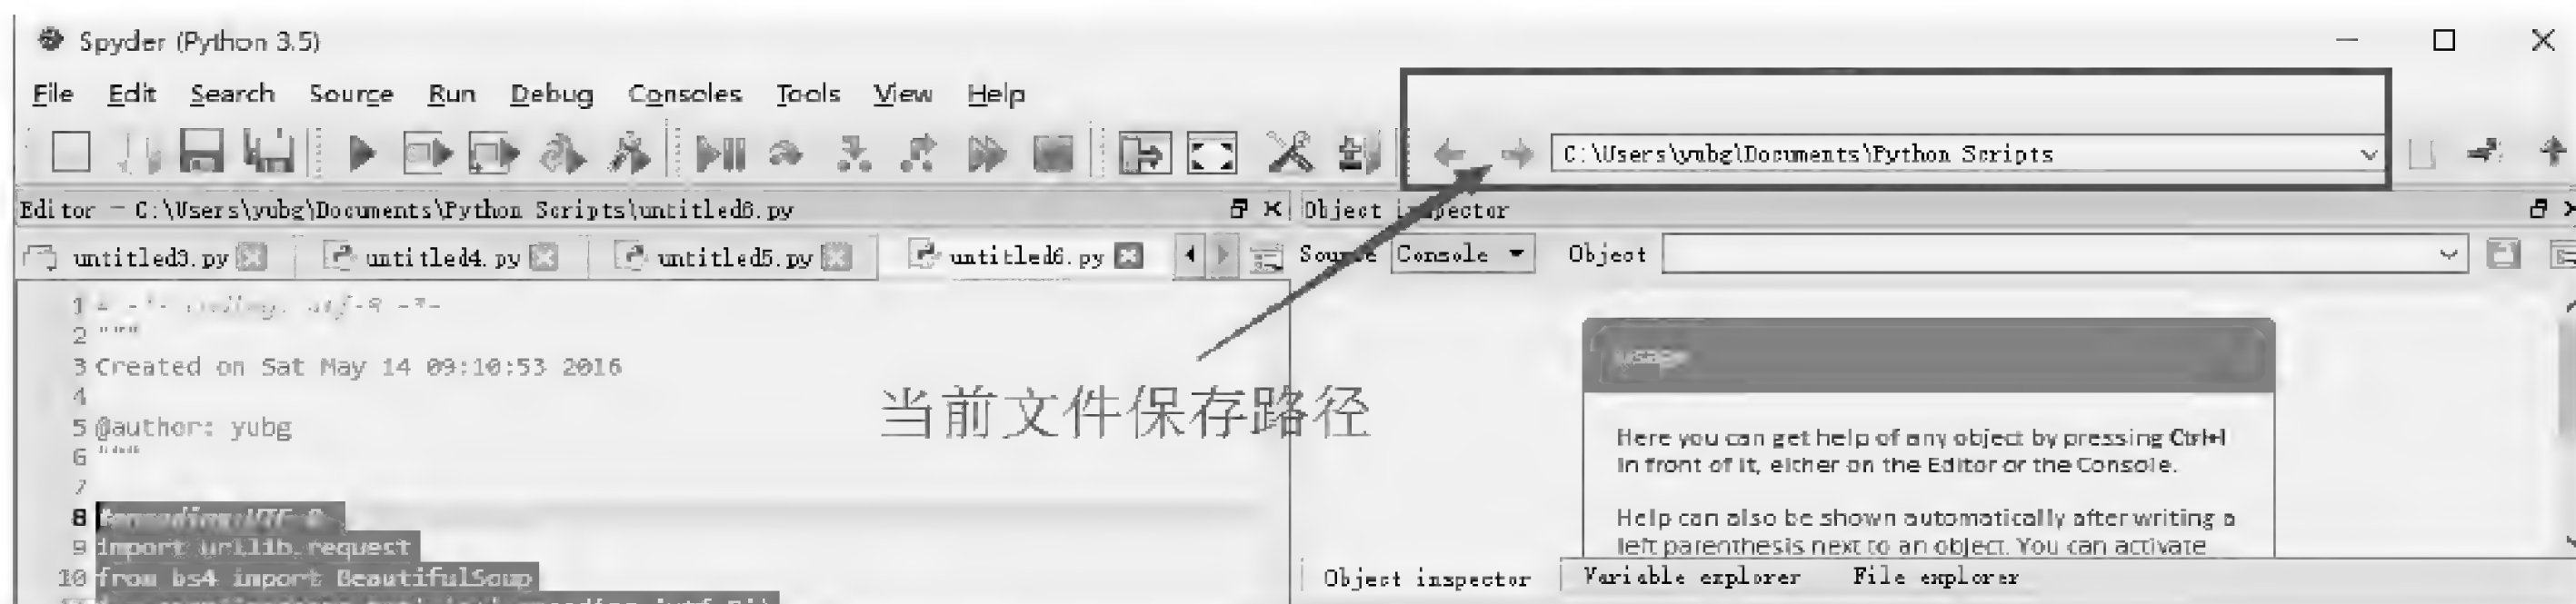 Spyder (Python 3.5)
File Edit Search Source Run Debug Consoles Tools View Help
C:\Users\yubg\Documents\Python Scripts
Editor - C:\Users\yubg\Documents\Python Scripts\untitled6.py
Object inspector
untitled3.py untitled4.py untitled5.py untitled6.py
Source Console Object
1 # -*- coding: utf-8 -*-
2 """
3 Created on Sat May 14 09:10:53 2016
4
5 @author: yubg
6 """
7
8
9 import urllib.request
10 from bs4 import BeautifulSoup
当前文件保存路径
Usage
Here you can get help of any object by pressing Ctrl+I
in front of it, either on the Editor or the Console.
Help can also be shown automatically after writing a
left parenthesis next to an object. You can activate
Object inspector Variable explorer File explorer